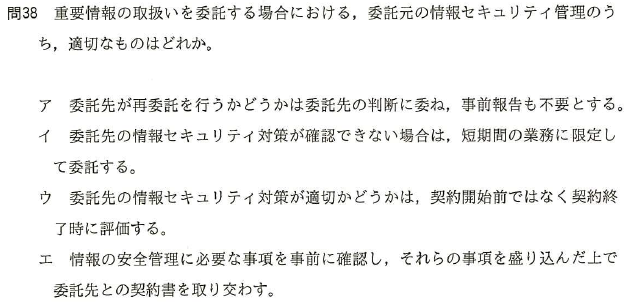 問38 重要情報の取扱いを委託する場合における，委託元の情報セキュリティ管理のう
ち，適切なものはどれか。
ア 委託先が再委託を行うかどうかは委託先の判断に委ね，事前報告も不要とする。
イ 委託先の情報セキュリティ対策が確認できない場合は，短期間の業務に限定し
て委託する。
ウ 委託先の情報セキュリティ対策が適切かどうかは，契約開始前ではなく契約終
了時に評価する。
エ 情報の安全管理に必要な事項を事前に確認し，それらの事項を盛り込んだ上で
委託先との契約書を取り交わす。